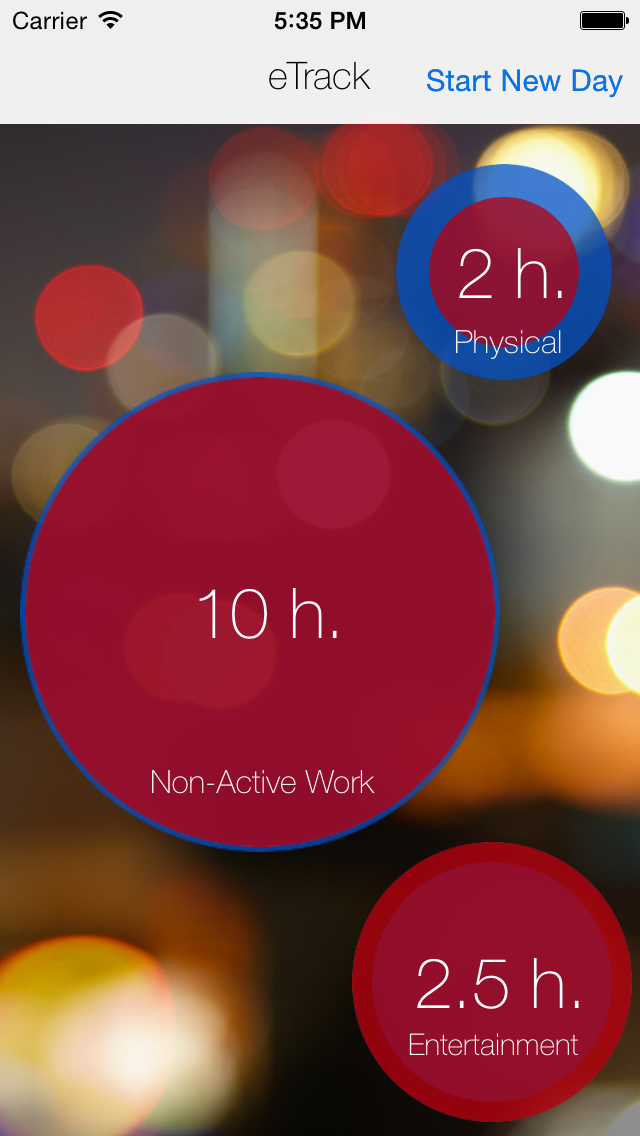 Carrier 5:35 PM
eTrack Start New Day
2 h.
Physical
10 h.
Non-Active Work
2.5 h.
Entertainment